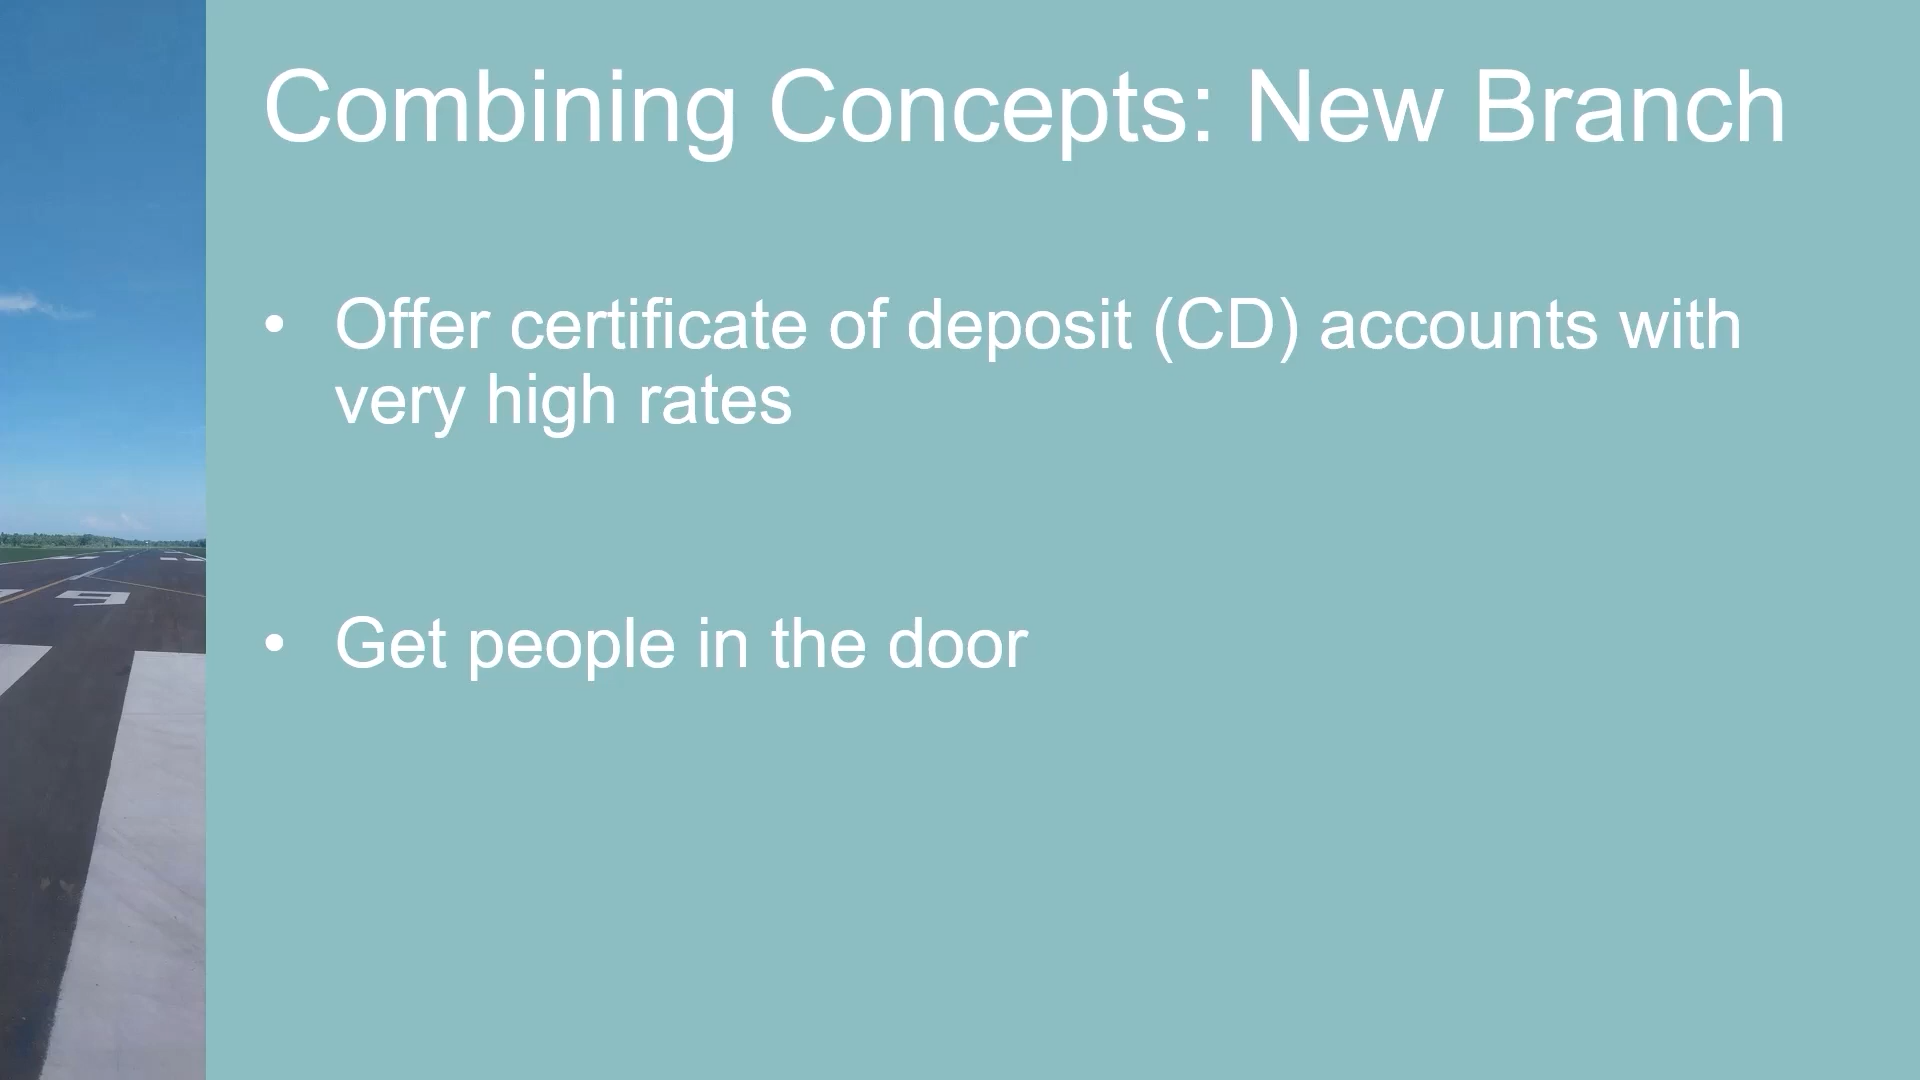 Combining Concepts: New Branch
• Offer certificate of deposit (CD) accounts with
very high rates
• Get people in the door
9